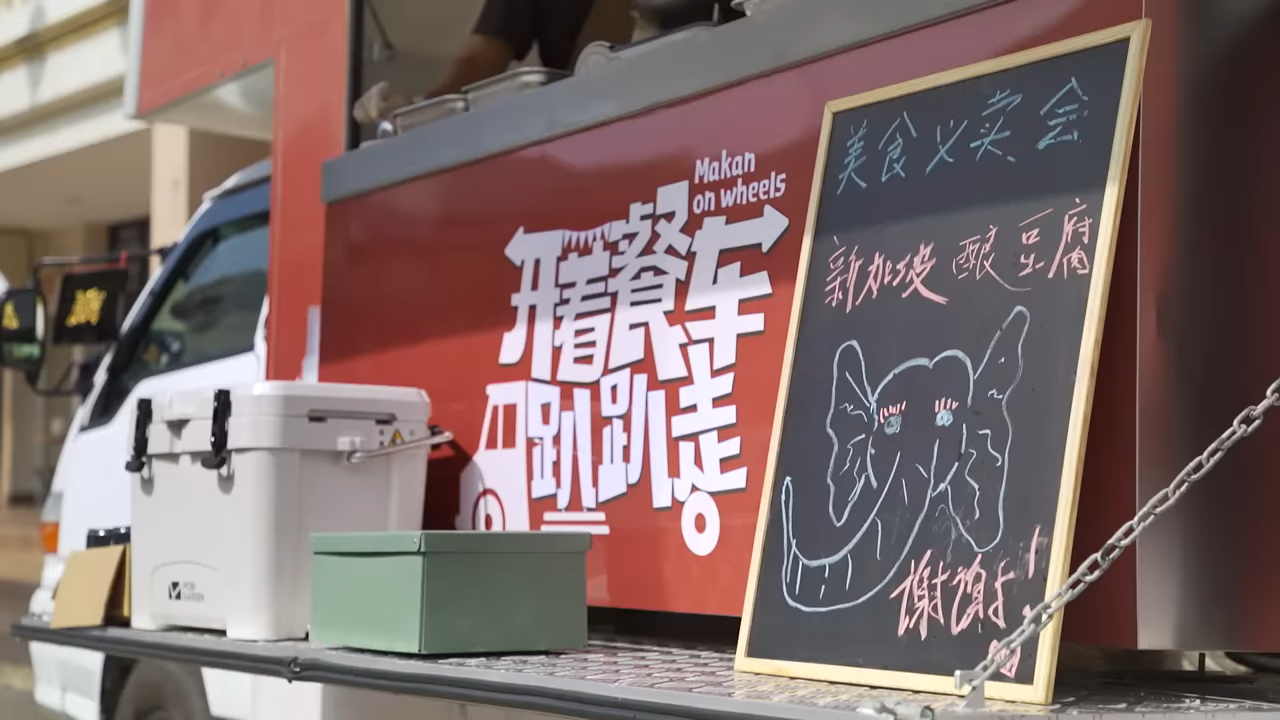 Makan
on wheels
开着餐车
趴趴走
美食义卖会
新加坡 酿豆腐
谢谢!